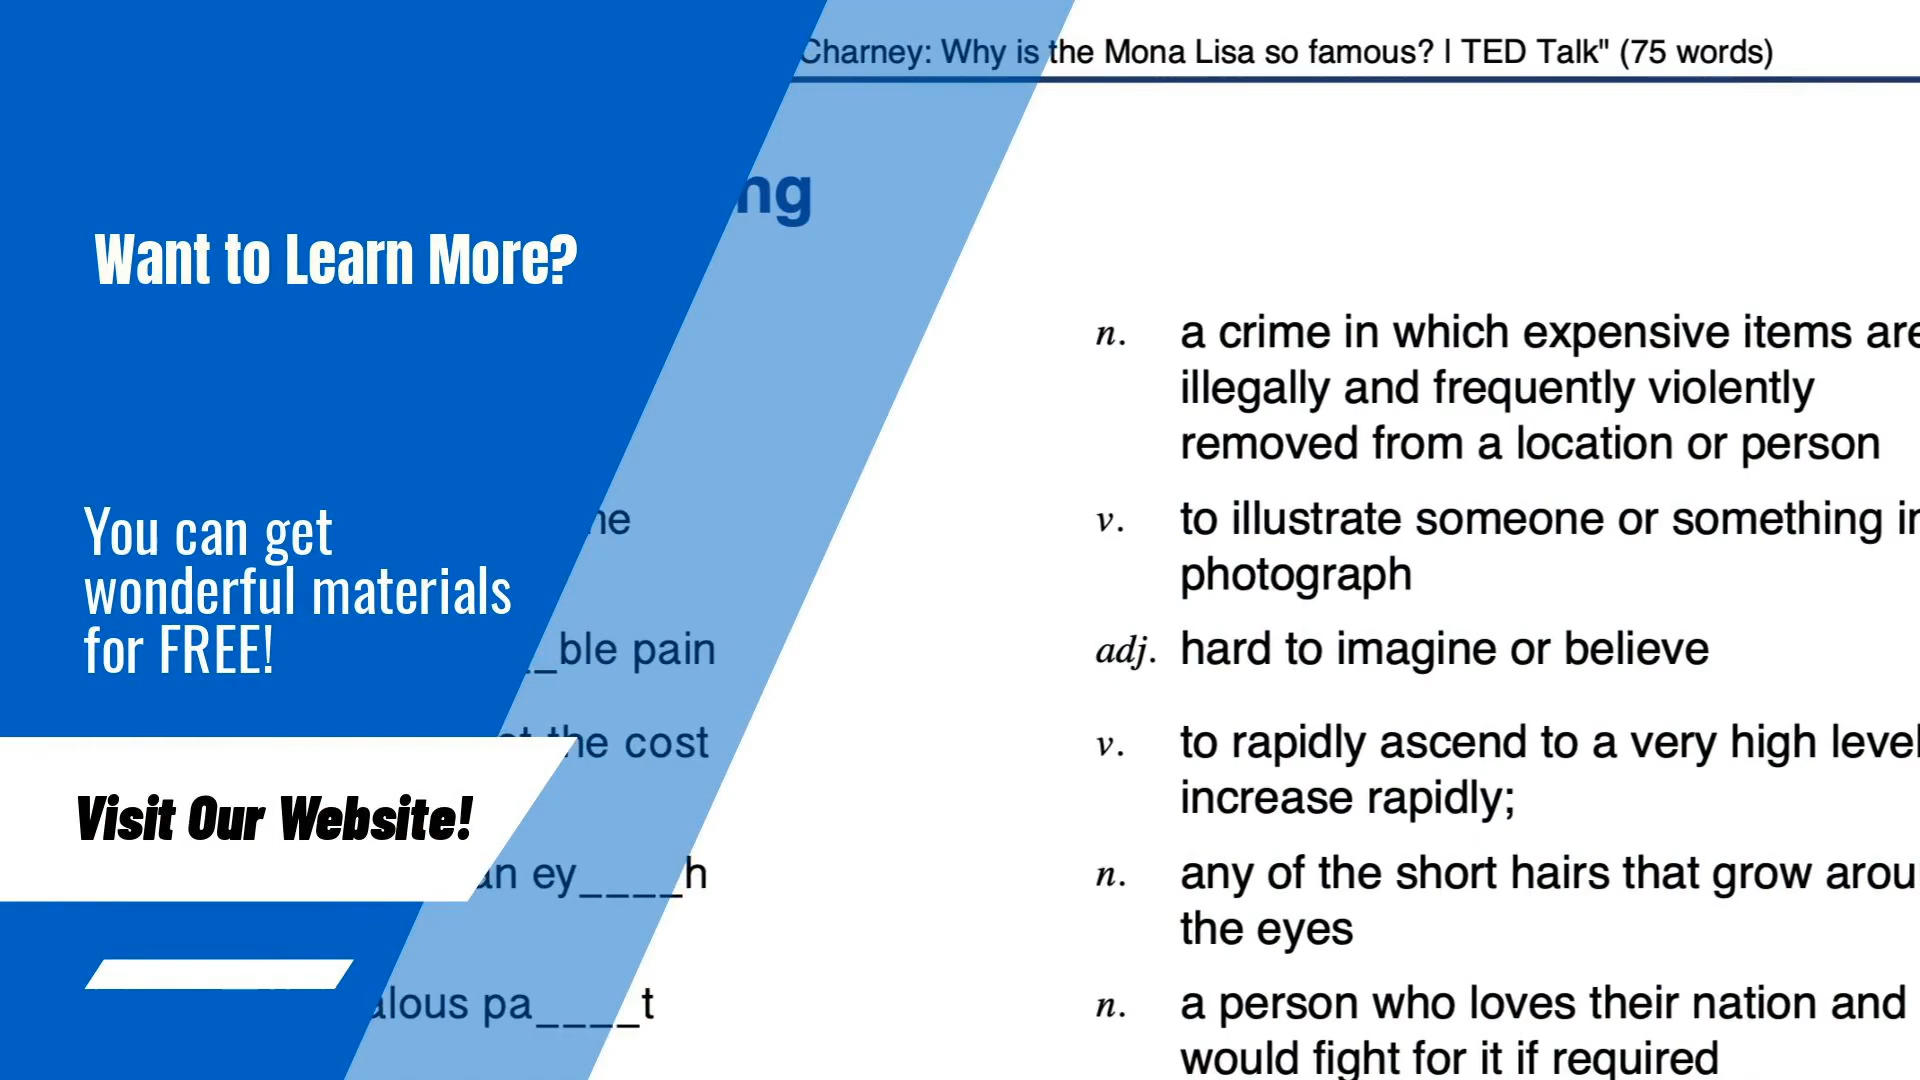 Charney: Why is the Mona Lisa so famous? | TED Talk" (75 words)
ng
Want to Learn More?
You can get
wonderful materials
for FREE!
Visit Our Website!
n. a crime in which expensive items are
illegally and frequently violently
removed from a location or person
v. to illustrate someone or something in
photograph
_ble pain adj. hard to imagine or believe
the cost v. to rapidly ascend to a very high level
increase rapidly;
an ey____h n. any of the short hairs that grow arou
the eyes
alous pa____t n. a person who loves their nation and
would fight for it if required